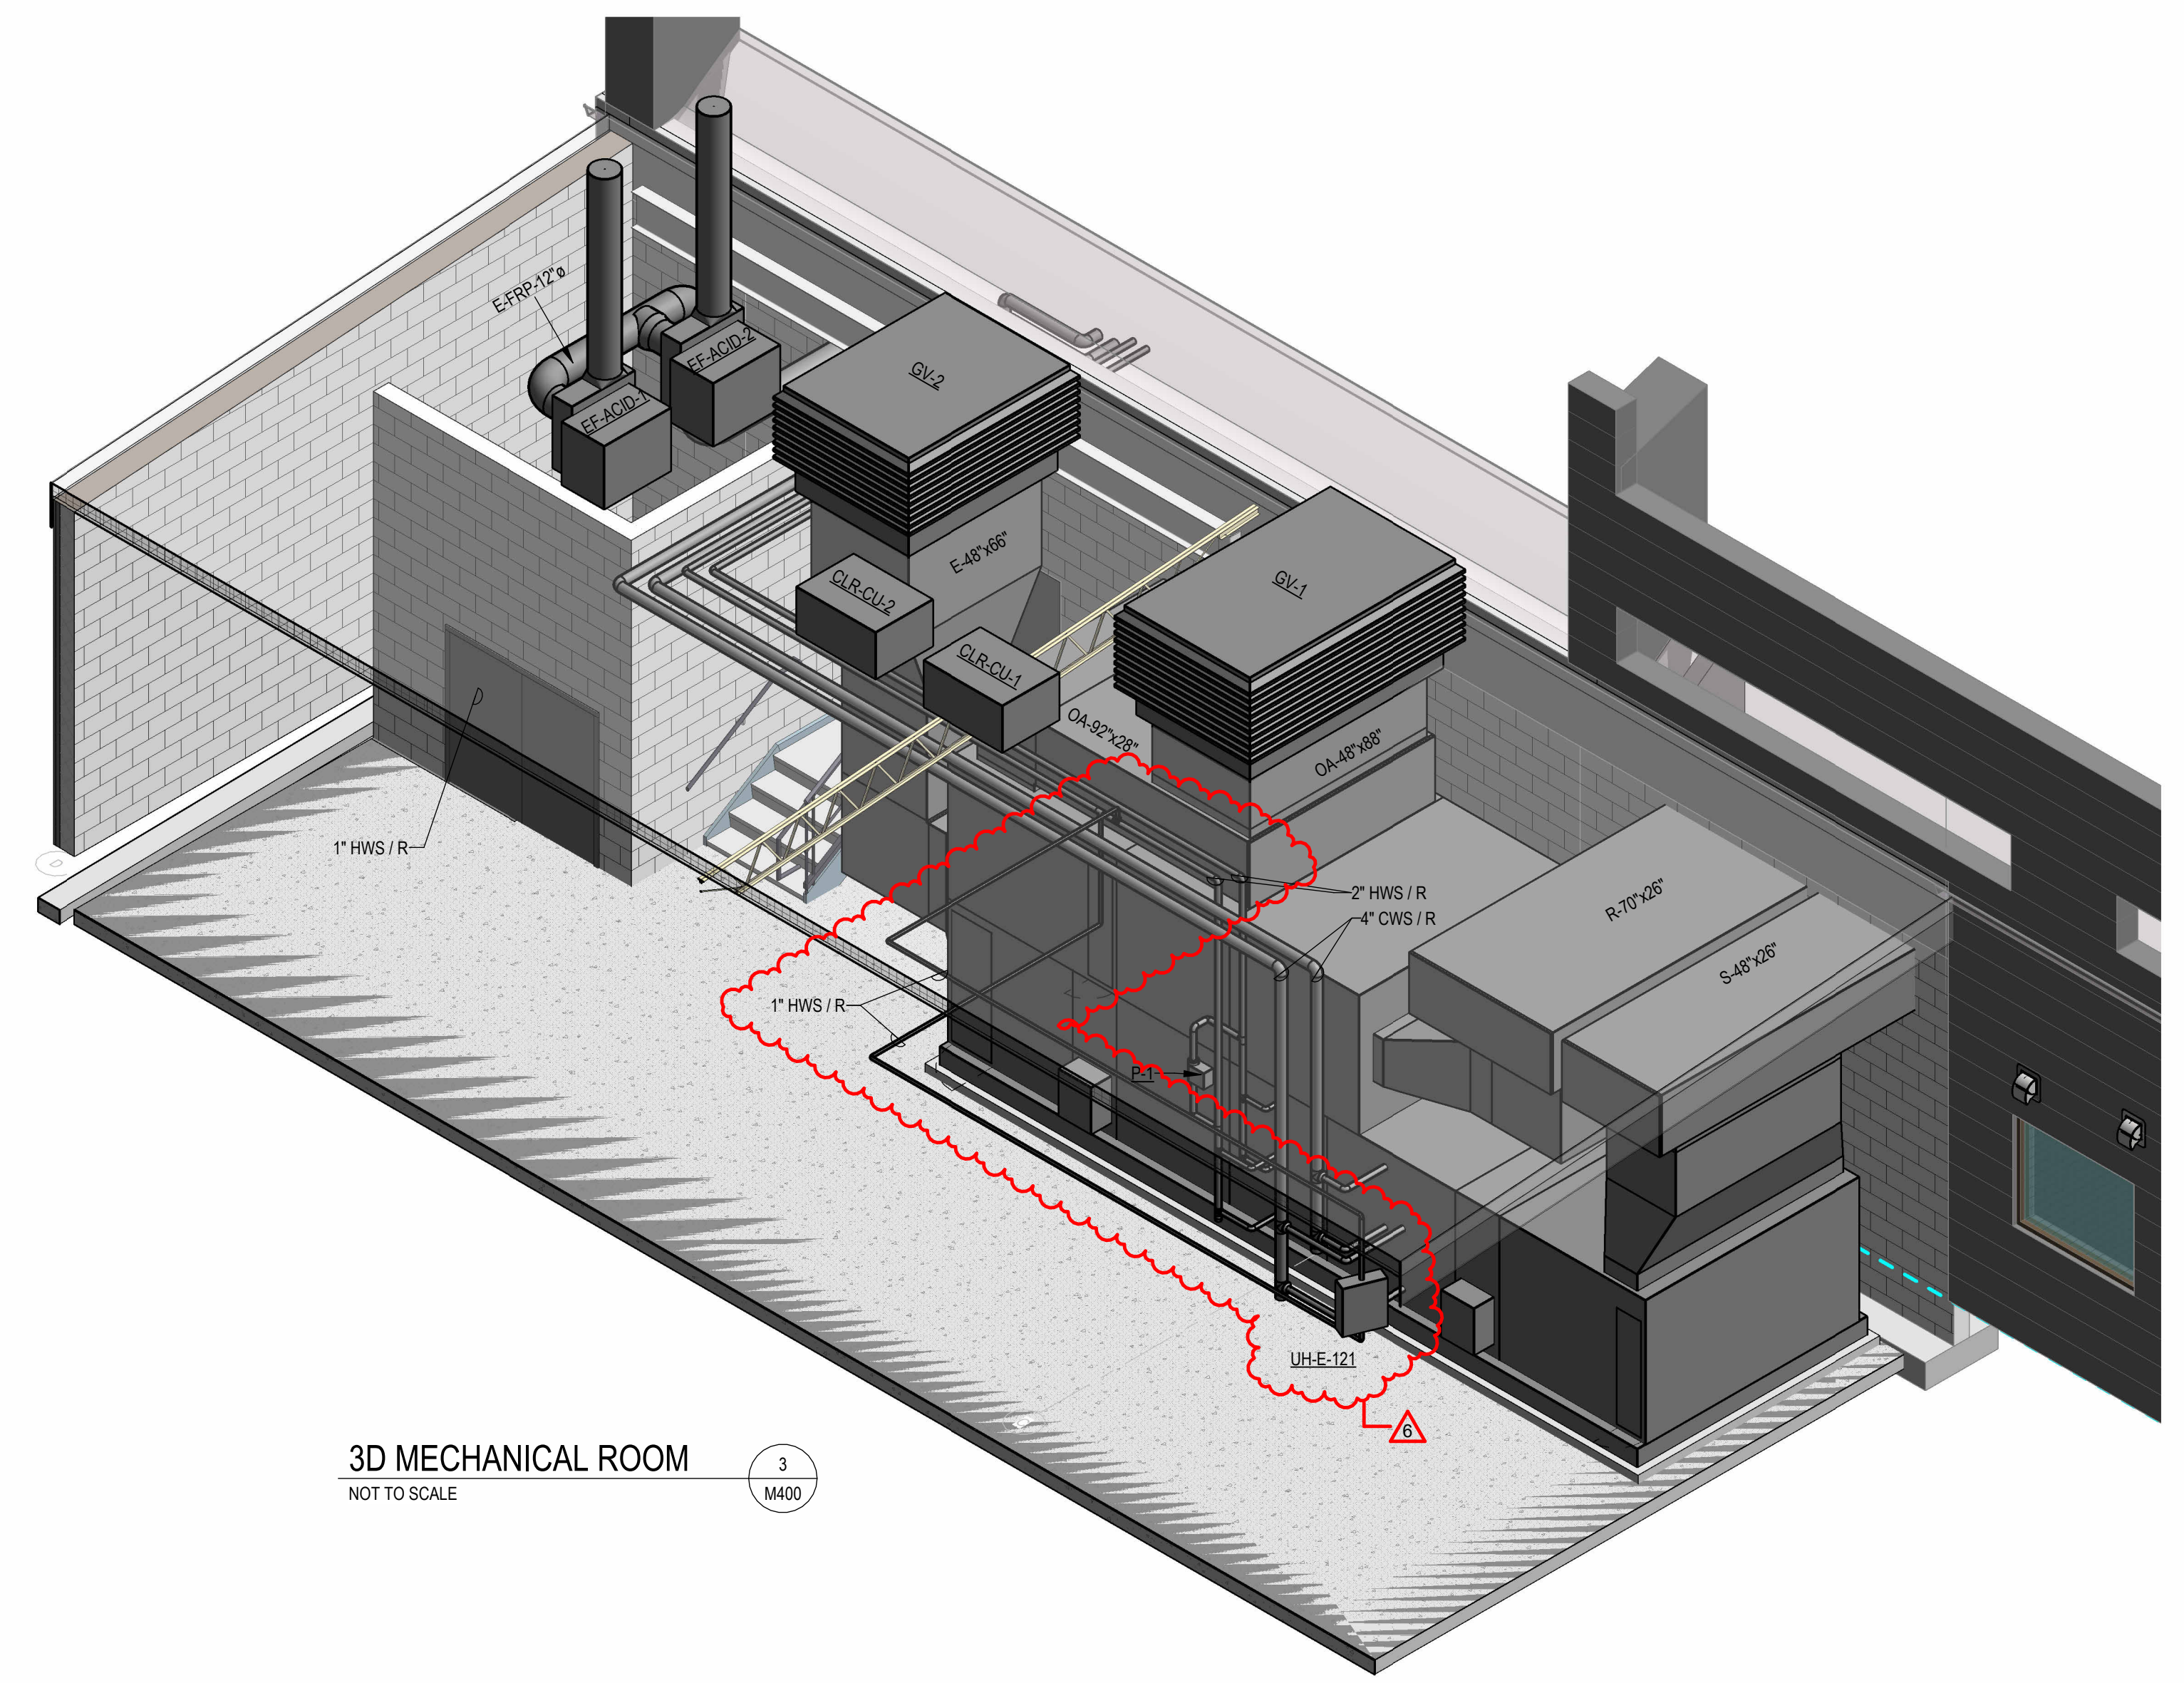 E-FRP-12"ø
EF-ACID-2
EF-ACID-1
GV-2
E-48"x66"
CLR-CU-2
CLR-CU-1
GV-1
OA-92"x28"
OA-48"x88"
1" HWS / R
2" HWS / R
4" CWS / R
R-70"x26"
S-48"x26"
1" HWS / R
P-1
UH-E-121
6
3D MECHANICAL ROOM
NOT TO SCALE
3
M400